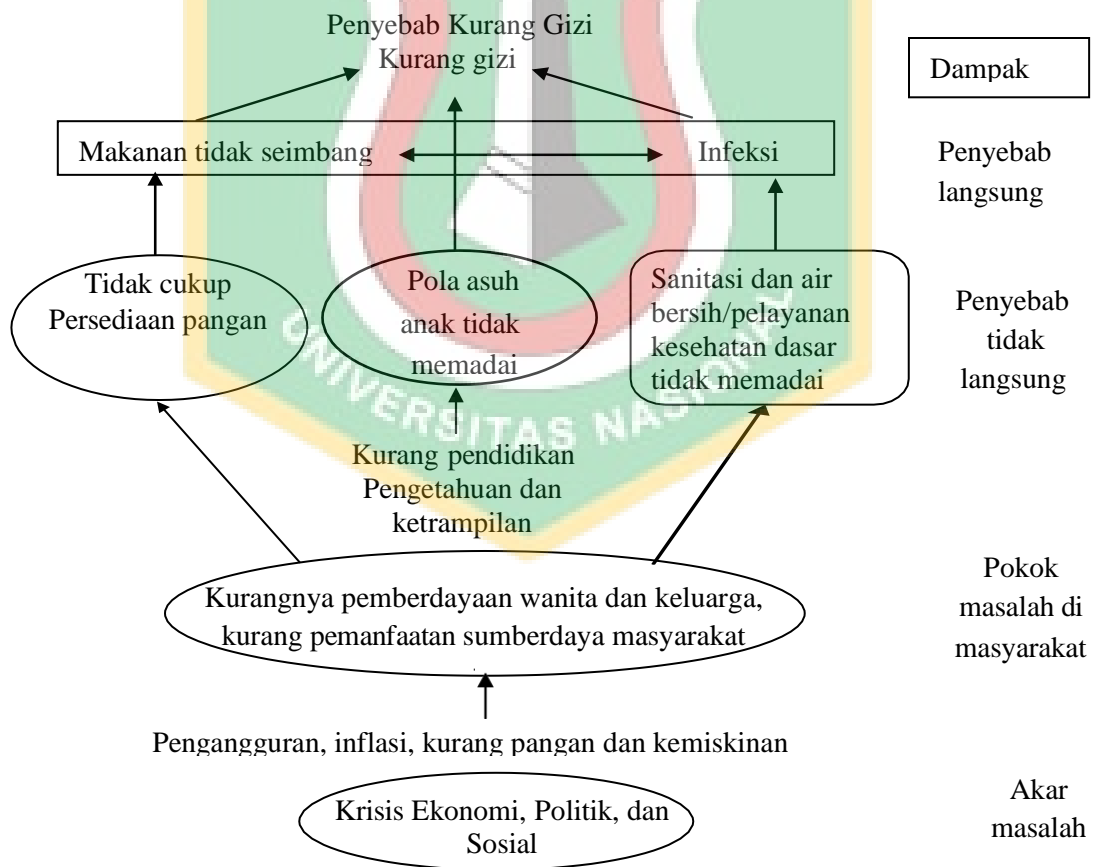 Penyebab Kurang Gizi
Kurang gizi
Dampak
Makanan tidak seimbang
Infeksi
Penyebab
langsung
Tidak cukup
Persediaan pangan
Pola asuh
anak tidak
memadai
Sanitasi dan air
bersih/pelayanan
kesehatan dasar
tidak memadai
Penyebab
tidak
langsung
UNIVERSITAS NASIONAL
Kurang pendidikan
Pengetahuan dan
ketrampilan
Kurangnya pemberdayaan wanita dan keluarga,
kurang pemanfaatan sumberdaya masyarakat
Pokok
masalah di
masyarakat
Pengangguran, inflasi, kurang pangan dan kemiskinan
Krisis Ekonomi, Politik, dan
Sosial
Akar
masalah